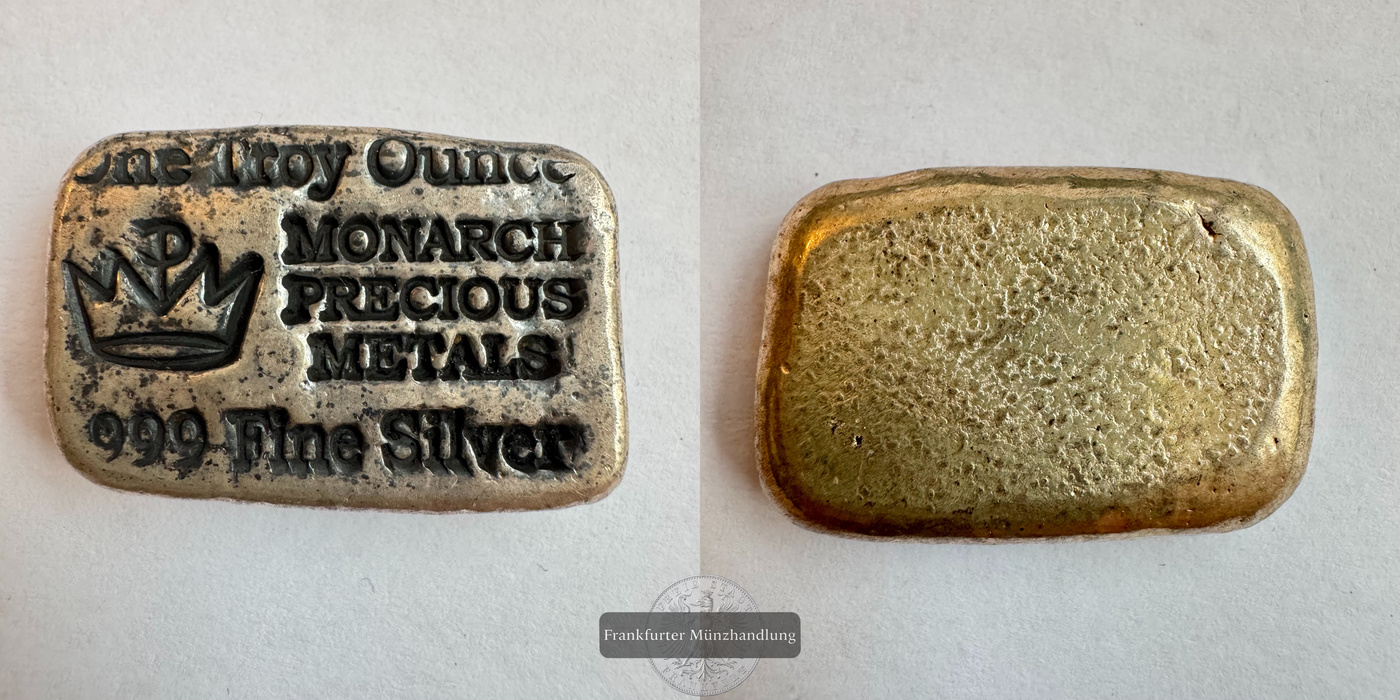 One Troy Ounce
MONARCH
PRECIOUS
METALS
999 Fine Silver
Frankfurter Münzhandlung